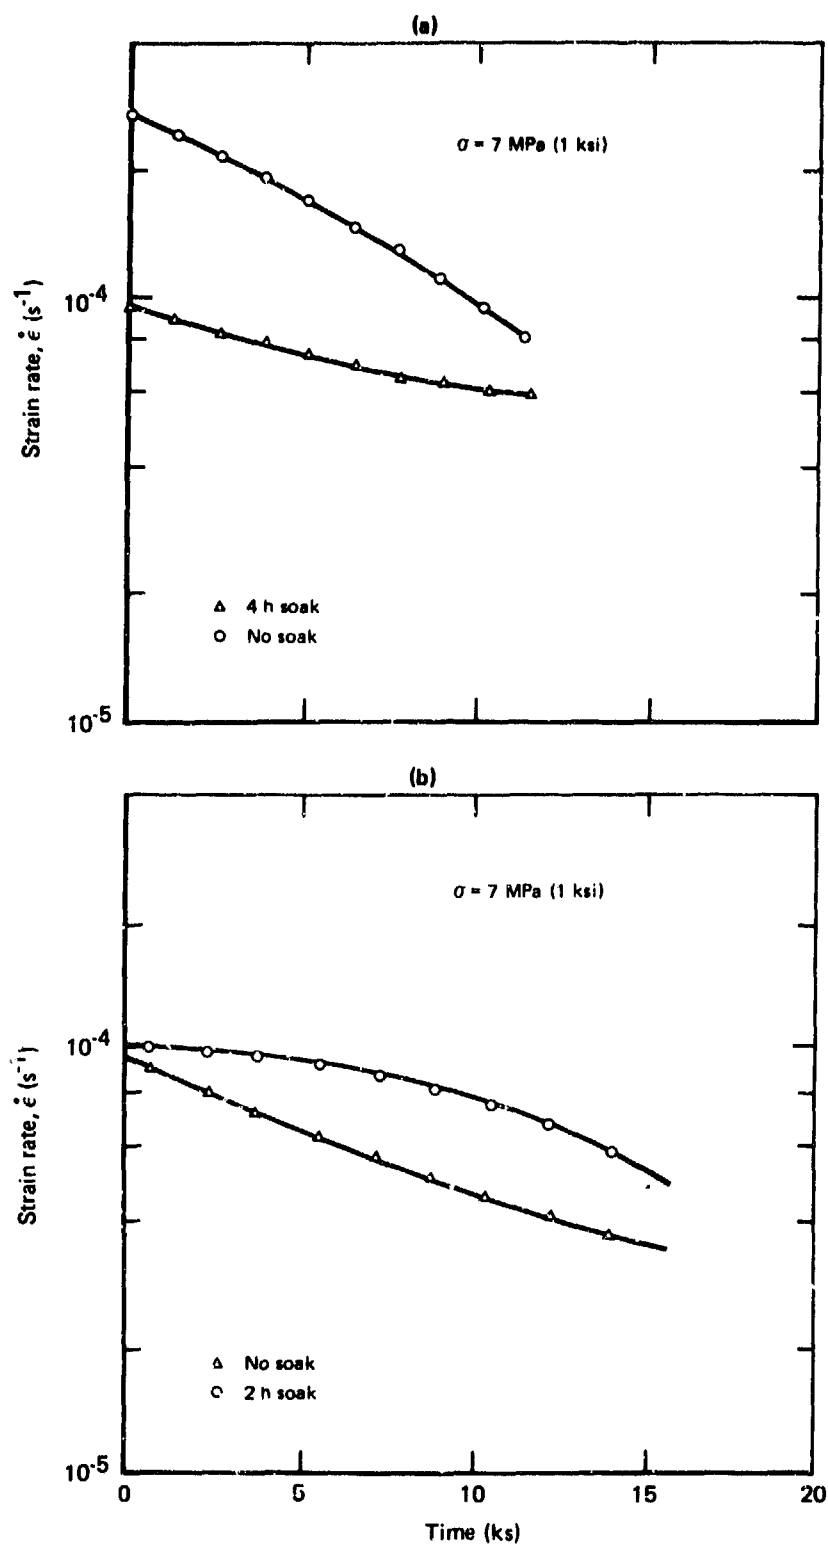 (a)
σ = 7 MPa (1 ksi)
10⁻⁴
Strain rate, ε̇ (s⁻¹)
△ 4 h soak
○ No soak
10⁻⁵
(b)
σ = 7 MPa (1 ksi)
10⁻⁴
Strain rate, ε̇ (s⁻¹)
△ No soak
○ 2 h soak
10⁻⁵
0 5 10 15 20
Time (ks)